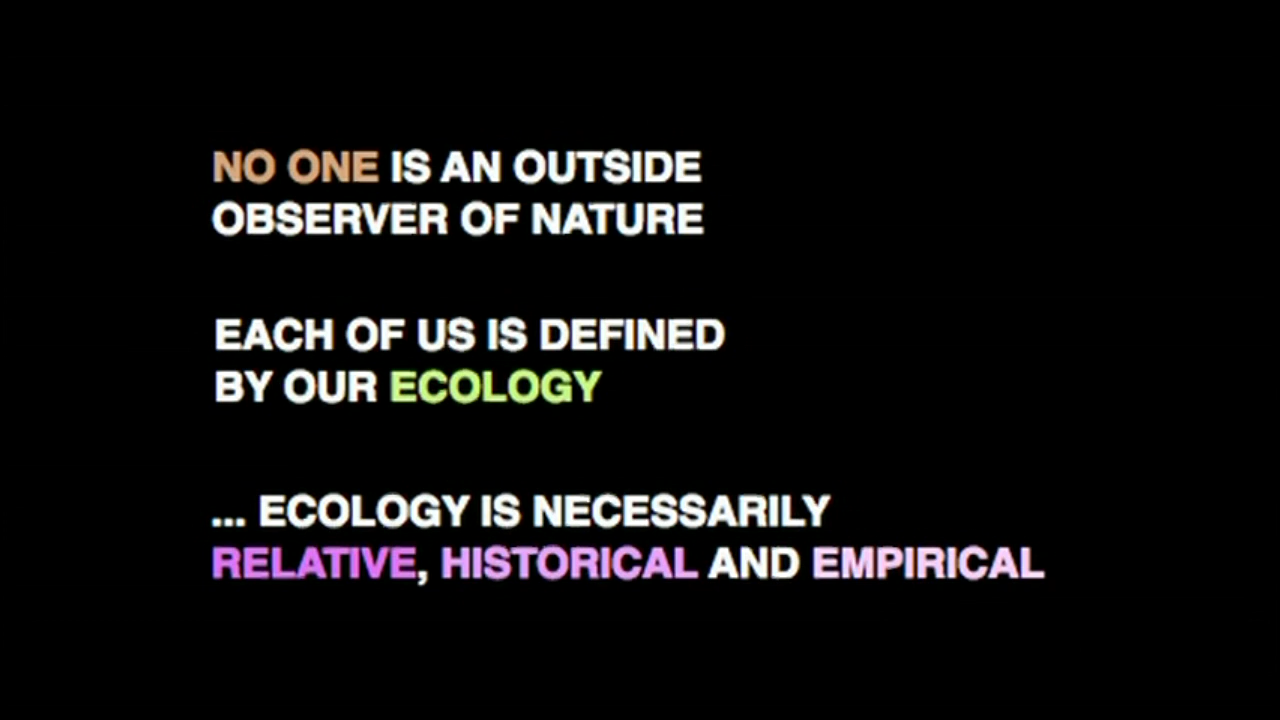 NO ONE IS AN OUTSIDE
OBSERVER OF NATURE
EACH OF US IS DEFINED
BY OUR ECOLOGY
... ECOLOGY IS NECESSARILY
RELATIVE, HISTORICAL AND EMPIRICAL